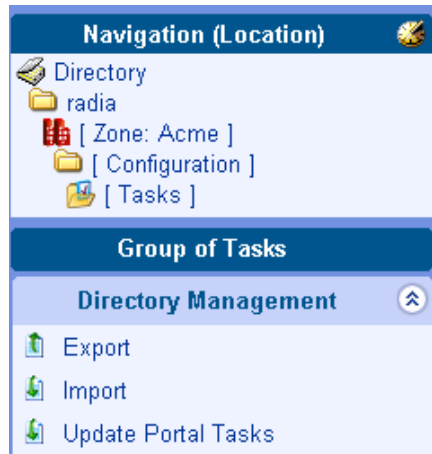 Navigation (Location)
Directory
radia
[ Zone: Acme ]
[ Configuration ]
[ Tasks ]
Group of Tasks
Directory Management
Export
Import
Update Portal Tasks